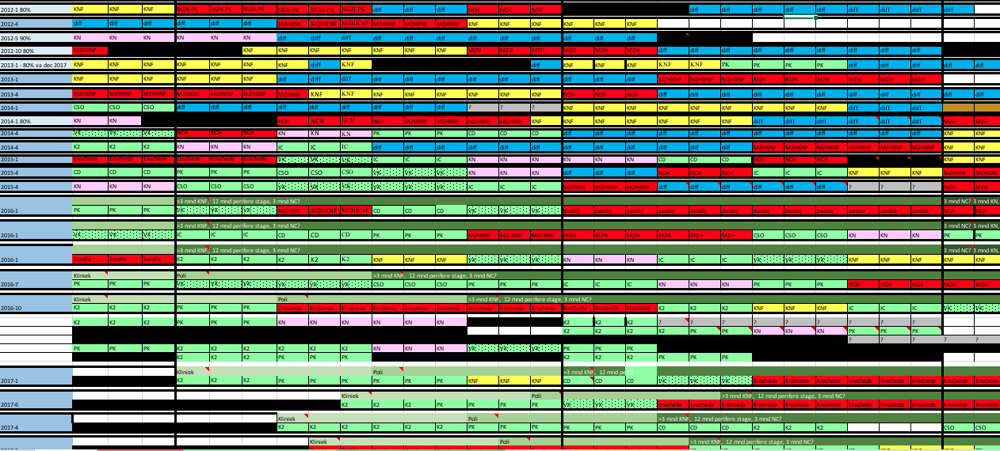 2012-1 80% KNF KNF KNF MZH PK MZH PK MZH PK MZH PK MZH PK MZH PK diff diff diff NCH NCH NCH diff diff diff diff diff diff diff diff diff
2012-4 diff diff diff diff diff diff MZHKNF MZHKNF MZHKNF MZHKNF MZHKNF MZHKNF KNF KNF KNF KNF KNF KNF
2012-5 90% KN KN KN KN KN KN diff diff diff diff diff diff diff diff diff diff diff diff
2012-10 80% MZHKNF KNF KNF KNF KNF KNF KNF KNF MZH MZH MZH MZH MZH MZH diff diff diff diff diff diff diff diff diff
2013-1 - 80% va dec 2017 KNF KNF KNF KNF KNF KNF KNF diff KNF diff KNF KNF KNF KNF KNF PK PK PK PK diff diff diff diff diff
2013-1 KNF KNF KNF KNF KNF KNF diff diff diff diff diff diff diff diff diff diff diff diff MZHKNF MZHKNF MZHKNF MZH MZH MZH MZH MZH MZH
2013-4 MZHKNF MZHKNF MZHKNF MZHKNF MZHKNF MZHKNF MZHKNF KNF KNF KNF KNF KNF diff diff diff NCH NCH NCH diff diff diff diff diff diff diff diff diff
2014-1 CSO CSO CSO diff diff diff diff diff diff diff diff diff ? ? ? KNF KNF KNF KNF KNF KNF KNF KNF KNF diff diff diff
2014-1 80% KN KN NCH NCH NCH NCH MZHKNF MZHKNF MZHKNF MZHKNF KNF KNF KNF KNF KNF KNF KNF diff diff diff diff diff diff MZH MZH
2014-4 VK VK VK NCH NCH NCH KN KN KN PK PK PK CD CD CD diff diff diff diff diff diff diff diff diff diff diff diff KNF KNF
2014-4 K2 K2 K2 KN KN KN IC IC IC diff diff diff diff diff diff diff diff diff diff diff diff MZHKNF MZHKNF MZHKNF MZHKNF MZHKNF MZHKNF KNF KNF
2015-1 Enschede Enschede Enschede Enschede Enschede Enschede VK VK VK IC IC IC KN KN KN KN KN KN CD CD CD NCH NCH NCH KNF KNF
2015-4 CD CD CD PK PK PK CSO CSO CSO VK VK VK KN KN KN diff diff diff NCH NCH NCH IC IC IC KNF KNF KNF MZHKNF MZHKNF
2015-4 KN KN KN CSO CSO CSO VK VK VK VK VK VK IC IC IC MZHKNF MZHKNF MZHKNF diff diff diff diff diff diff ? ? ? MZHKNF MZHKNF
>3 mnd KNF, 12 mnd perifere stage, 3 mnd NC? 3 mnd NC? 3 mnd KN,
2016-1 PK PK PK VK VK VK MZHKNF MZHKNF MZHKNF CD CD CD VK VK VK zwolle zwolle zwolle zwolle zwolle zwolle zwolle zwolle zwolle zwolle zwolle zwolle NCH NCH
>3 mnd KNF, 12 mnd perifere stage, 3 mnd NC? 3 mnd NC? 3 mnd KN,
2016-1 VK VK VK IC IC IC CD CD CD PK PK PK MZHKNF MZHKNF MZHKNF MZH MZH MZH MZH MZH MZH CSO CSO CSO KN KN KN PK PK
>3 mnd KNF, 12 mnd perifere stage, 3 mnd NC? 3 mnd NC? 3 mnd KN,
2016-1 Zwolle Zwolle Zwolle K2 K2 K2 K2 K2 K2 KNF KNF KNF VK VK VK KN KN KN IC IC IC VK VK VK KNF KNF KNF KNF KNF
Kliniek Poli >3 mnd KNF, 12 mnd perifere stage, 3 mnd NC?
2016-7 PK PK PK VK VK VK VK VK VK CSO CSO CSO PK PK PK IC IC IC KN KN KN PK PK PK NCH NCH NCH MZH MZH
Kliniek Poli >3 mnd KNF, 12 mnd perifere stage, 3 mnd NC?
2016-10 K2 K2 K2 PK PK PK Enschede Enschede Enschede Enschede Enschede Enschede Enschede Enschede Enschede Enschede Enschede Enschede K2 K2 K2 KNF KNF KNF IC IC IC VK VK
K2 K2 K2 PK PK PK KN KN KN KN KN KN K2 K2 K2 ? ? ? ? ? ? ? ? ?
K2 K2 K2 K2 PK PK KN KN KN PK PK PK
? ? ? ? ?
PK PK PK K2 K2 K2 K2 K2 K2 KN KN KN VK VK VK PK PK PK
K2 K2 K2 PK PK PK PK PK PK PK PK PK K2 K2 K2 PK PK PK
Kliniek Poli >3 mnd KNF, 12 mnd pe CD
2017-1 K2 K2 K2 PK PK PK PK PK PK KNF KNF KNF CD CD CD VK VK VK Enschede Enschede Enschede Enschede Enschede Enschede Enschede Enschede
Kliniek Poli >3 mnd KNF, 12 mnd perifere stage, 3 mnd NC?
2017-6 K2 K2 K2 PK PK PK PK VK VK VK Enschede Enschede Enschede Enschede Enschede Enschede Enschede Enschede Enschede Enschede Enschede
Kliniek Poli >3 mnd KNF, 12 mnd perifere stage, 3 mnd NC?
2017-4 K2 K2 K2 K2 K2 K2 PK PK PK PK PK PK CD CD CD K2 K2 K2 CSO CSO
Kliniek Poli >3 mnd KNF, 12 mnd perifere stage, 3 mnd NC?